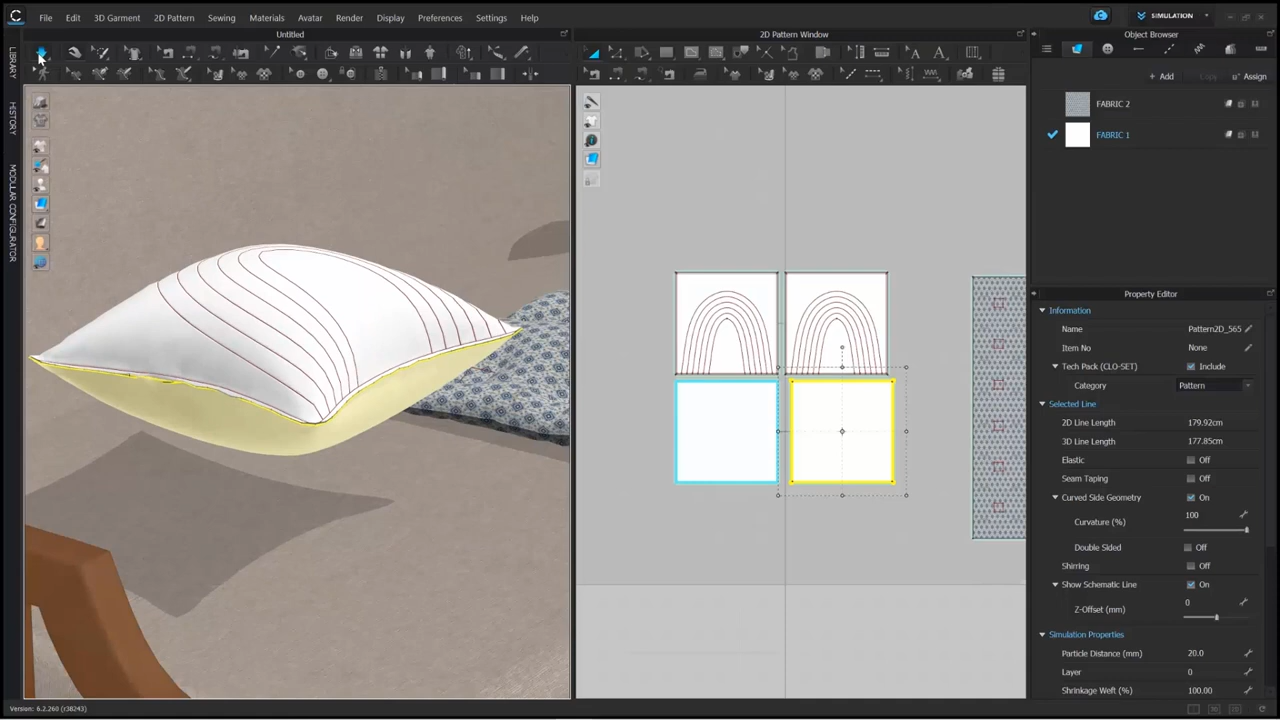 File Edit 3D Garment 2D Pattern Sewing Materials Avatar Render Display Preferences Settings Help
SIMULATION
Untitled
2D Pattern Window
Object Browser
LIBRARY
HISTORY
MODULAR CONFIGURATOR
+ Add Copy Assign
FABRIC 2
FABRIC 1
Property Editor
Information
Name Pattern2D_565
Item No None
Tech Pack (CLO-SET) Include
Category Pattern
Selected Line
2D Line Length 179.92cm
3D Line Length 177.85cm
Elastic Off
Seam Taping Off
Curved Side Geometry On
Curvature (%) 100
Double Sided Off
Shirring Off
Show Schematic Line On
Z-Offset (mm) 0
Simulation Properties
Particle Distance (mm) 20.0
Layer 0
Shrinkage Weft (%) 100.00
Version: 6.2.260 (r38243)